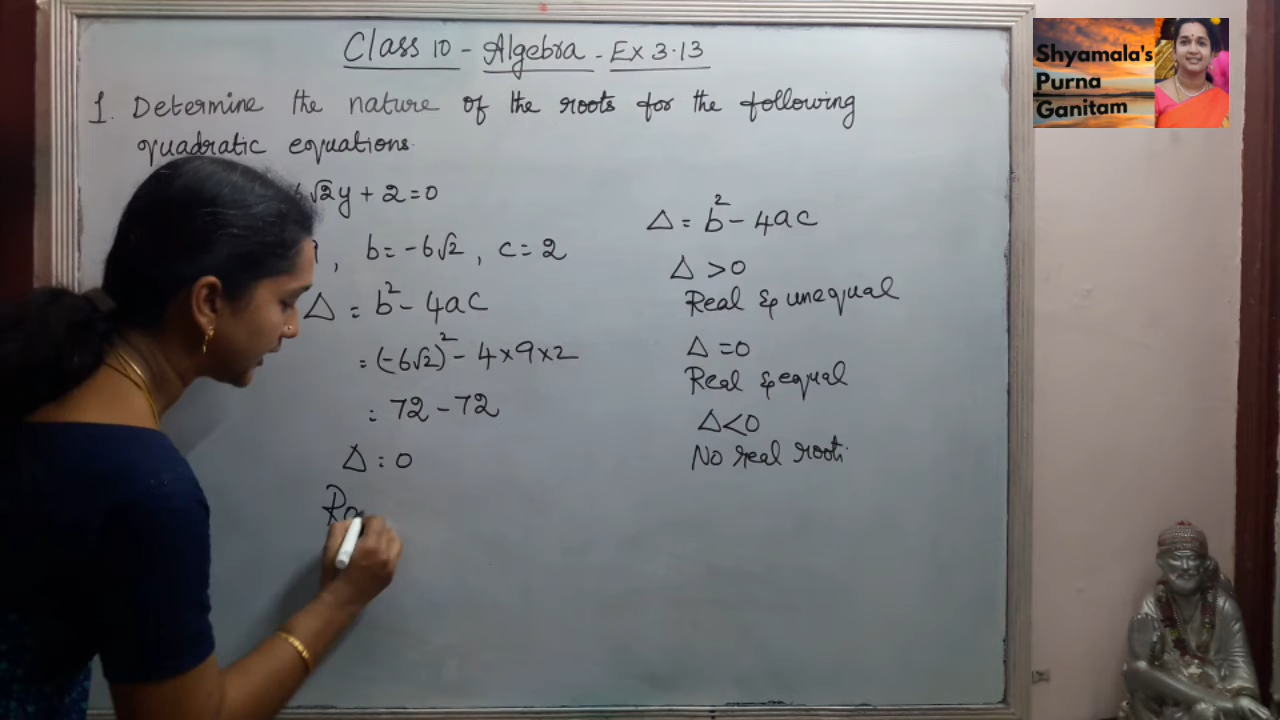 Class 10 - Algebra - Ex 3.13
1. Determine the nature of the roots for the following
quadratic equations.
√2y + 2 = 0
, b = -6√2 , c = 2
Δ = b² - 4ac
= (-6√2)² - 4×9×2
= 72 - 72
Δ = 0
Δ = b² - 4ac
Δ > 0
Real & unequal
Δ = 0
Real & equal
Δ < 0
No real roots
Shyamala's
Purna
Ganitam